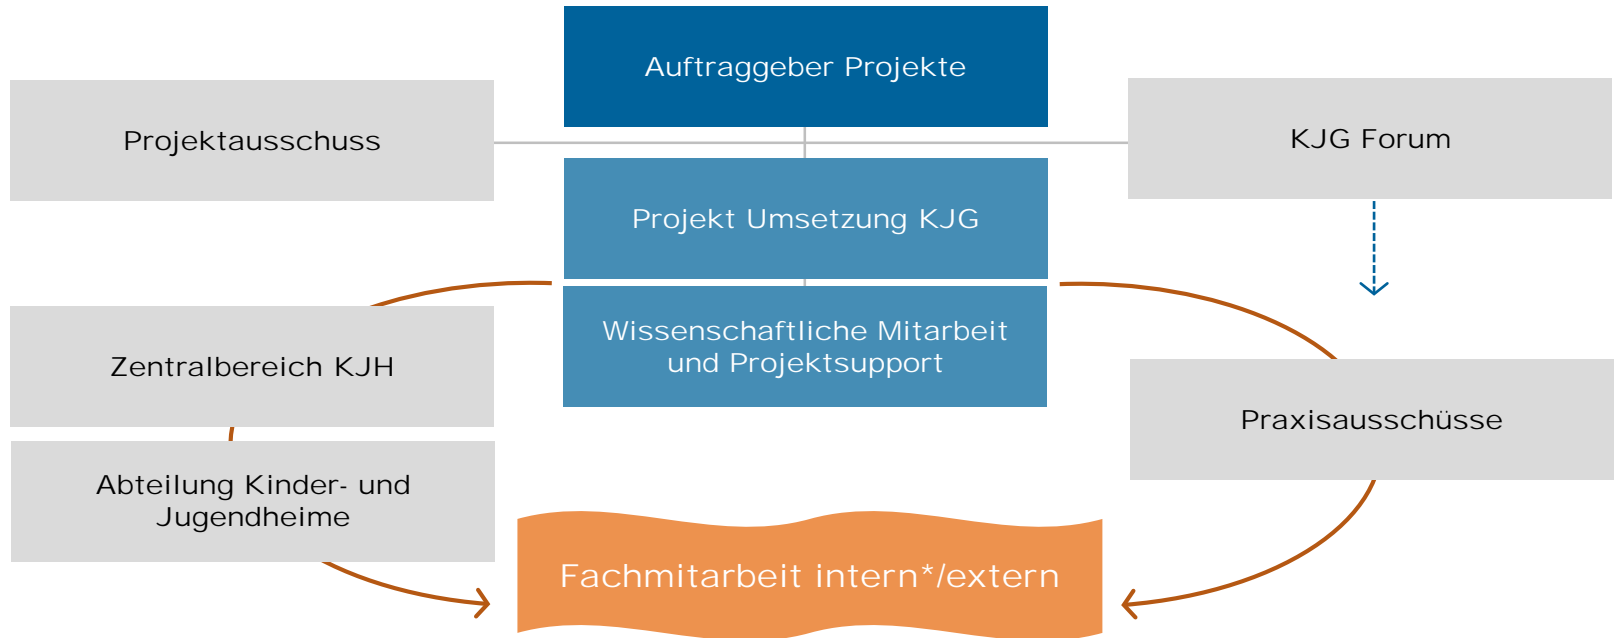 Auftraggeber Projekte
Projektausschuss
KJG Forum
Projekt Umsetzung KJG
Wissenschaftliche Mitarbeit
und Projektsupport
Zentralbereich KJH
Praxisausschüsse
Abteilung Kinder- und
Jugendheime
Fachmitarbeit intern*/extern